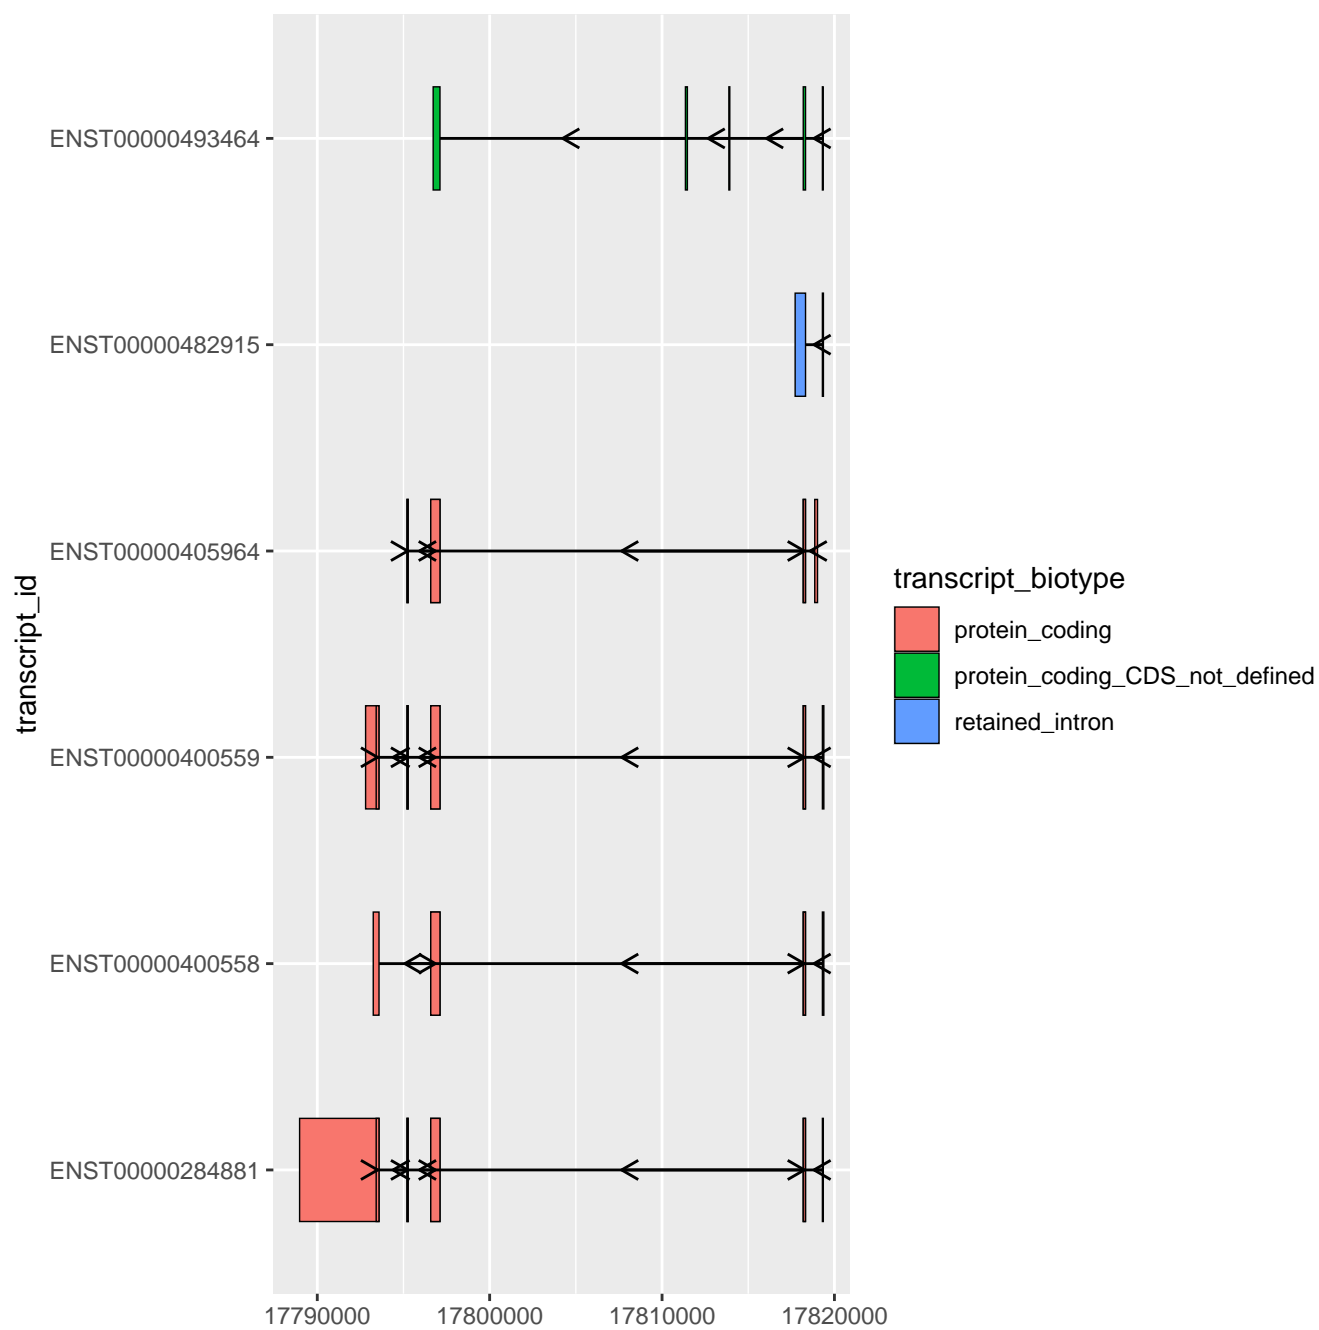 transcript_id
ENST00000493464
ENST00000482915
ENST00000405964
ENST00000400559
ENST00000400558
ENST00000284881
17790000 17800000 17810000 17820000
transcript_biotype
protein_coding
protein_coding_CDS_not_defined
retained_intron